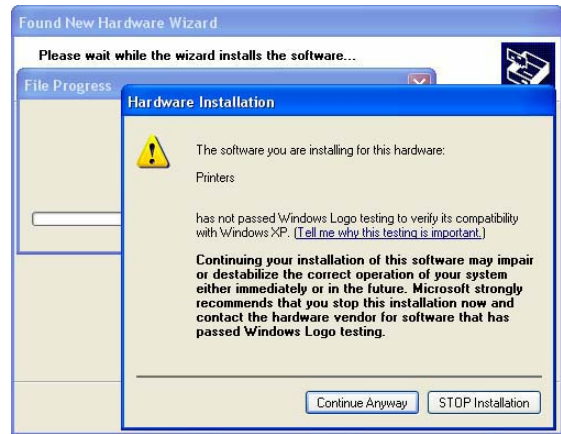 Found New Hardware Wizard
Please wait while the wizard installs the software...
File Progress
Hardware Installation
The software you are installing for this hardware:
Printers
has not passed Windows Logo testing to verify its compatibility
with Windows XP. (Tell me why this testing is important.)
Continuing your installation of this software may impair
or destabilize the correct operation of your system
either immediately or in the future. Microsoft strongly
recommends that you stop this installation now and
contact the hardware vendor for software that has
passed Windows Logo testing.
Continue Anyway
STOP Installation